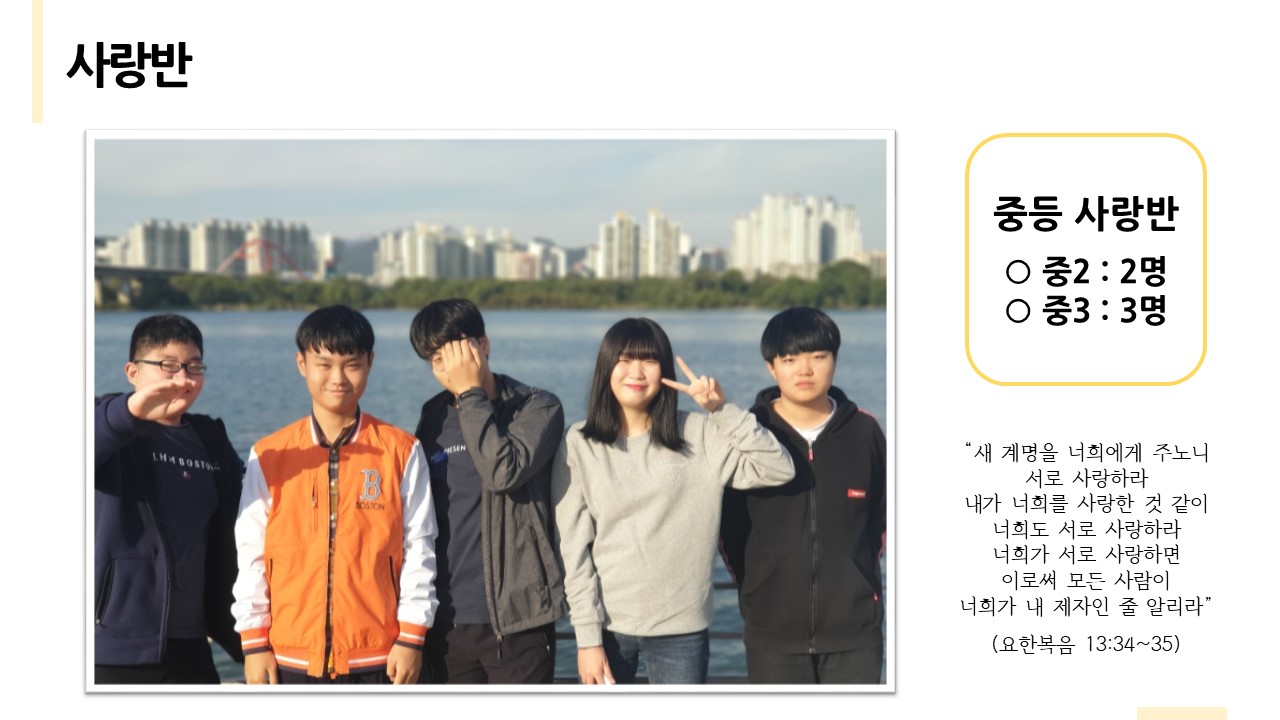 사랑반
중등 사랑반
○ 중2 : 2명
○ 중3 : 3명
“새 계명을 너희에게 주노니
서로 사랑하라
내가 너희를 사랑한 것 같이
너희도 서로 사랑하라
너희가 서로 사랑하면
이로써 모든 사람이
너희가 내 제자인 줄 알리라”
(요한복음 13:34~35)
B
BOSTON